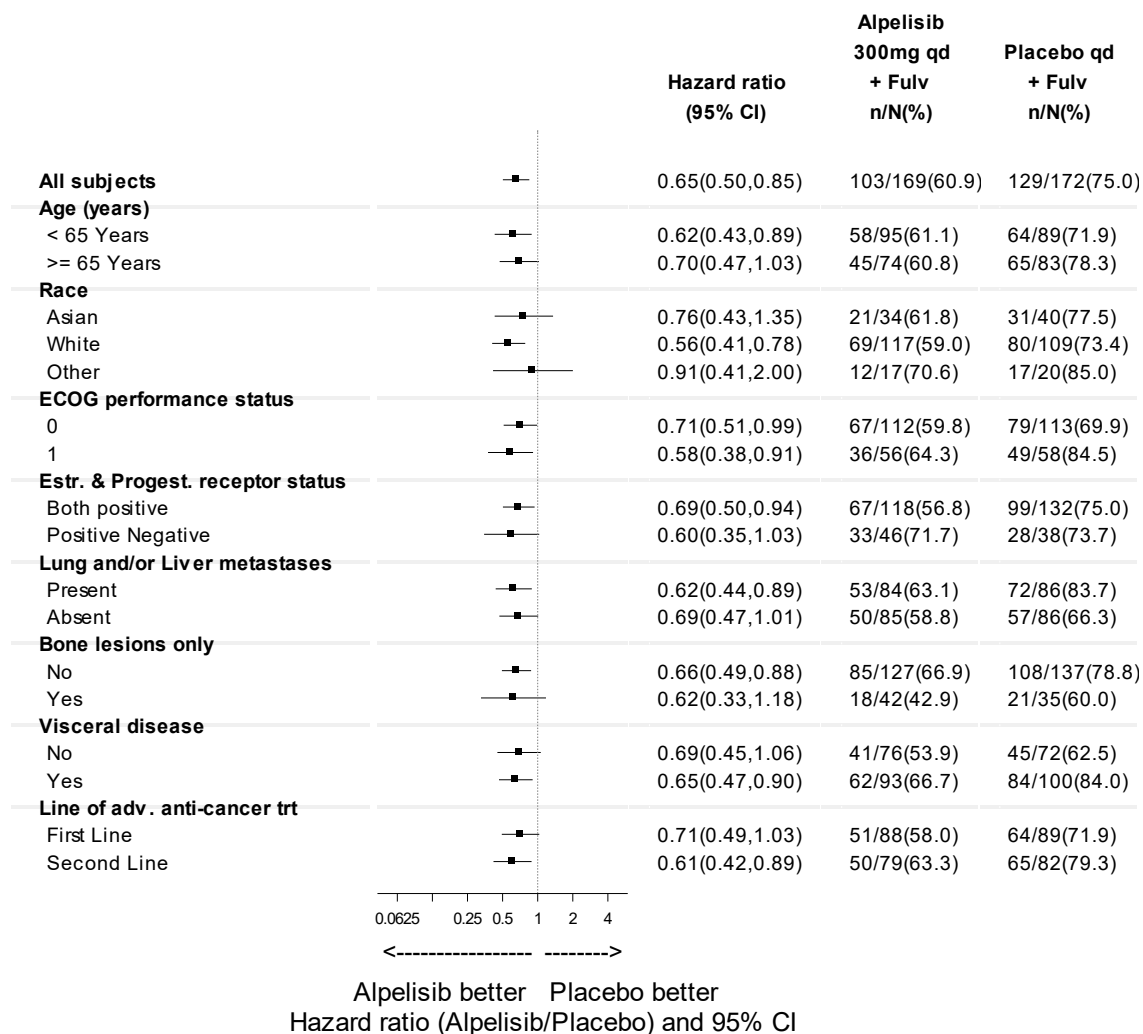 Alpelisib
300mg qd Placebo qd
Hazard ratio + Fulv + Fulv
(95% CI) n/N(%) n/N(%)
All subjects 0.65(0.50,0.85) 103/169(60.9) 129/172(75.0)
Age (years)
< 65 Years 0.62(0.43,0.89) 58/95(61.1) 64/89(71.9)
>= 65 Years 0.70(0.47,1.03) 45/74(60.8) 65/83(78.3)
Race
Asian 0.76(0.43,1.35) 21/34(61.8) 31/40(77.5)
White 0.56(0.41,0.78) 69/117(59.0) 80/109(73.4)
Other 0.91(0.41,2.00) 12/17(70.6) 17/20(85.0)
ECOG performance status
0 0.71(0.51,0.99) 67/112(59.8) 79/113(69.9)
1 0.58(0.38,0.91) 36/56(64.3) 49/58(84.5)
Estr. & Progest. receptor status
Both positive 0.69(0.50,0.94) 67/118(56.8) 99/132(75.0)
Positive Negative 0.60(0.35,1.03) 33/46(71.7) 28/38(73.7)
Lung and/or Liver metastases
Present 0.62(0.44,0.89) 53/84(63.1) 72/86(83.7)
Absent 0.69(0.47,1.01) 50/85(58.8) 57/86(66.3)
Bone lesions only
No 0.66(0.49,0.88) 85/127(66.9) 108/137(78.8)
Yes 0.62(0.33,1.18) 18/42(42.9) 21/35(60.0)
Visceral disease
No 0.69(0.45,1.06) 41/76(53.9) 45/72(62.5)
Yes 0.65(0.47,0.90) 62/93(66.7) 84/100(84.0)
Line of adv. anti-cancer trt
First Line 0.71(0.49,1.03) 51/88(58.0) 64/89(71.9)
Second Line 0.61(0.42,0.89) 50/79(63.3) 65/82(79.3)
0.0625 0.25 0.5 1 2 4
<------------------ -------->
Alpelisib better Placebo better
Hazard ratio (Alpelisib/Placebo) and 95% CI